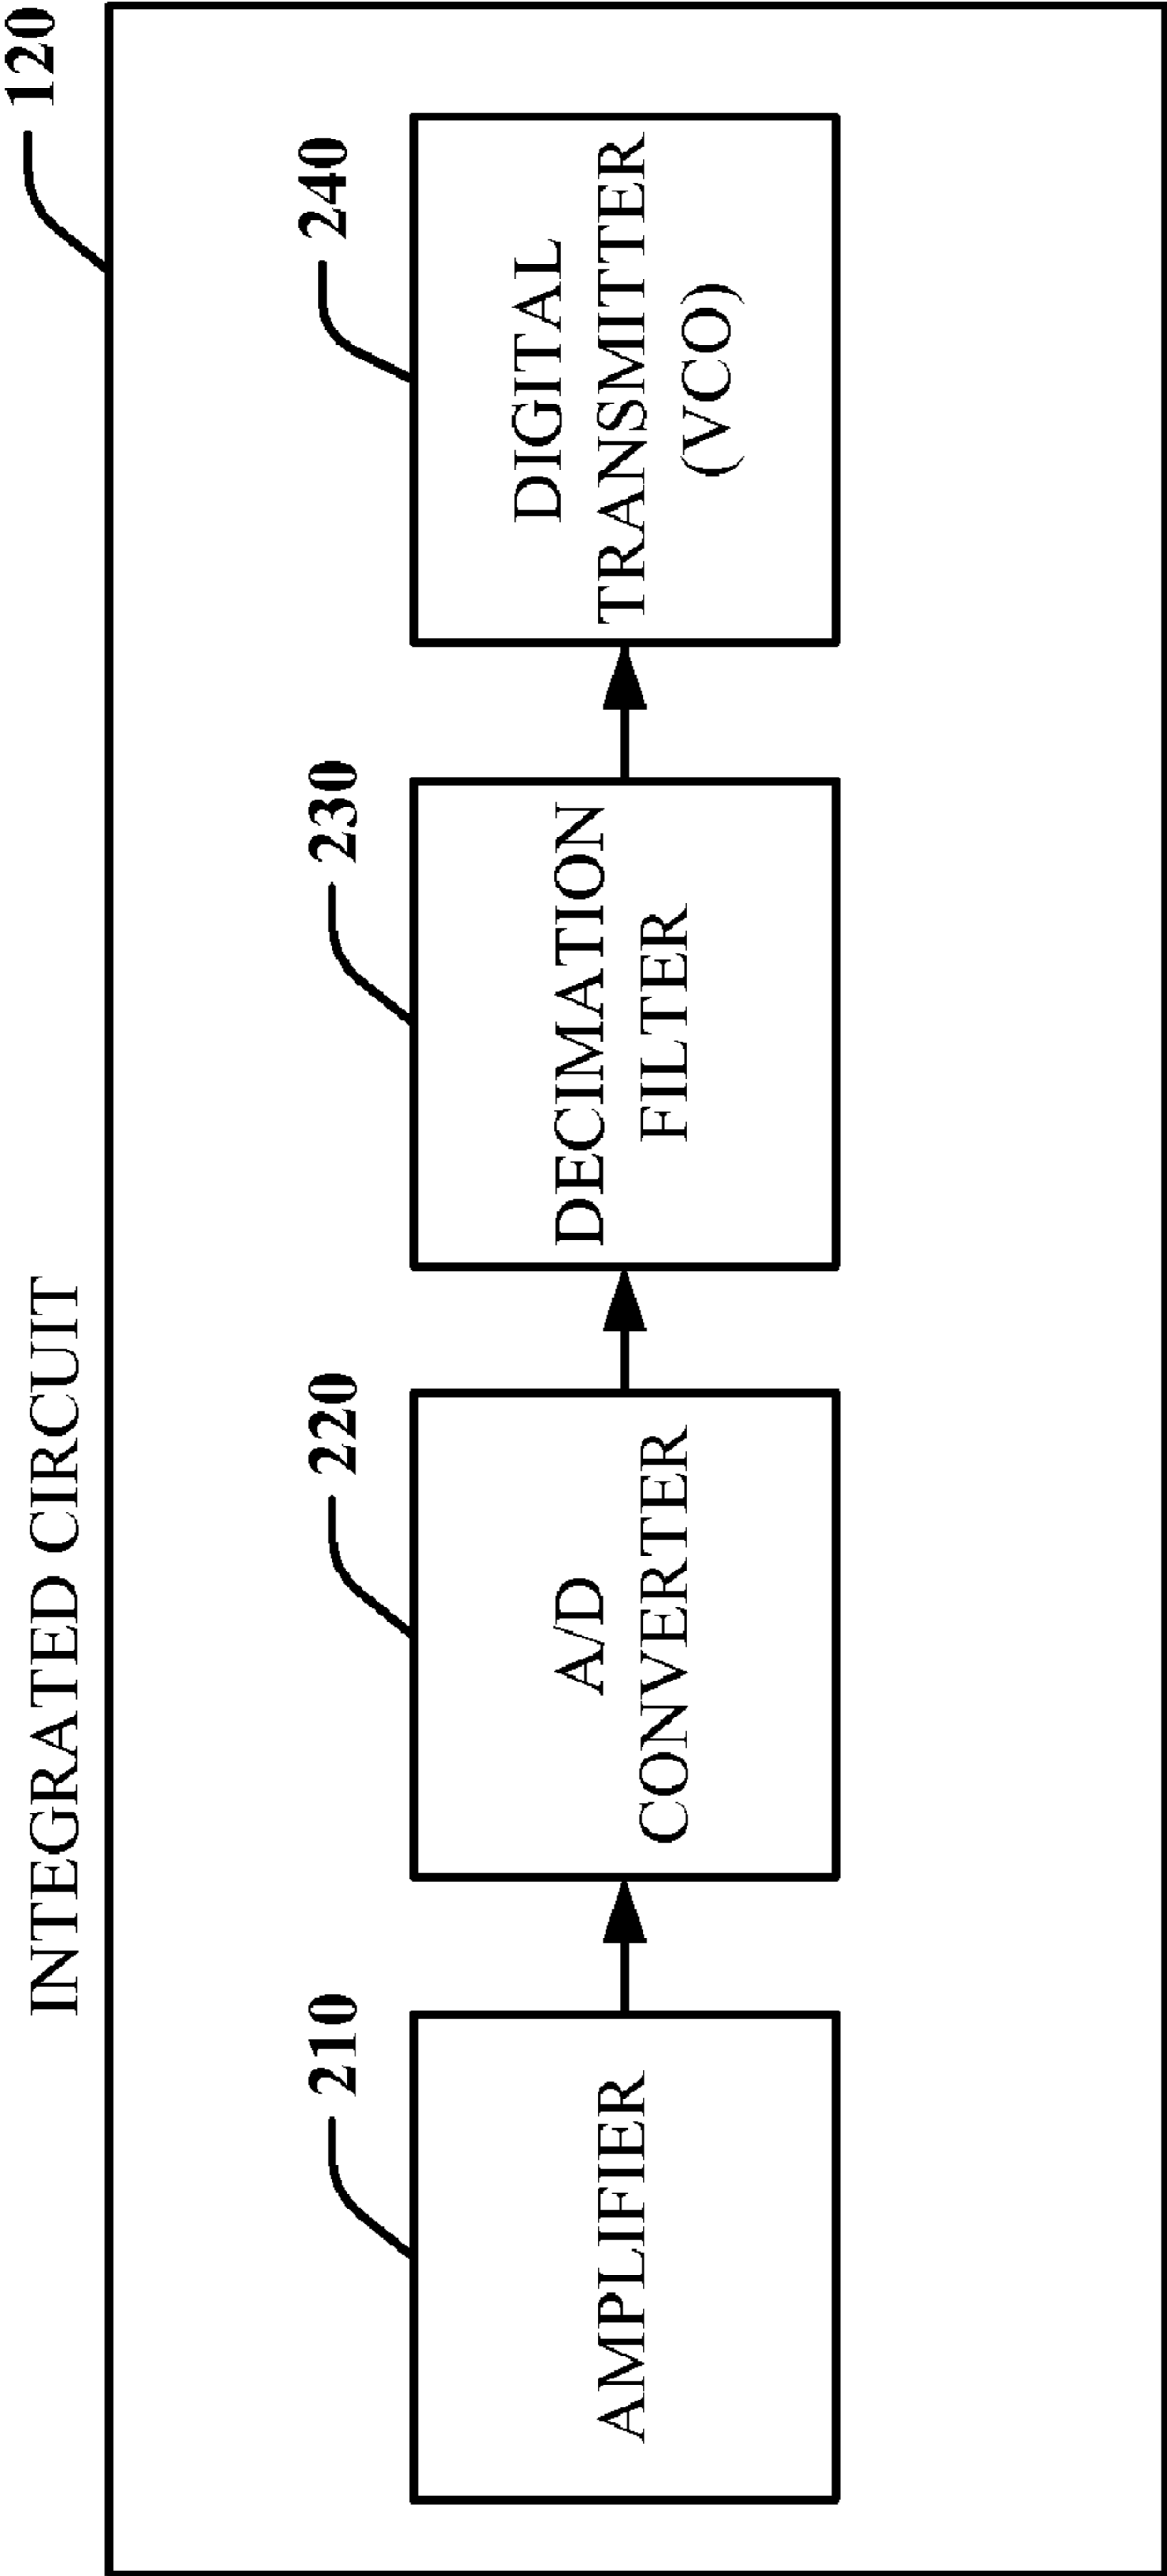 INTEGRATED CIRCUIT
120
210
220
230
240
AMPLIFIER
A/D
CONVERTER
DECIMATION
FILTER
DIGITAL
TRANSMITTER
(VCO)